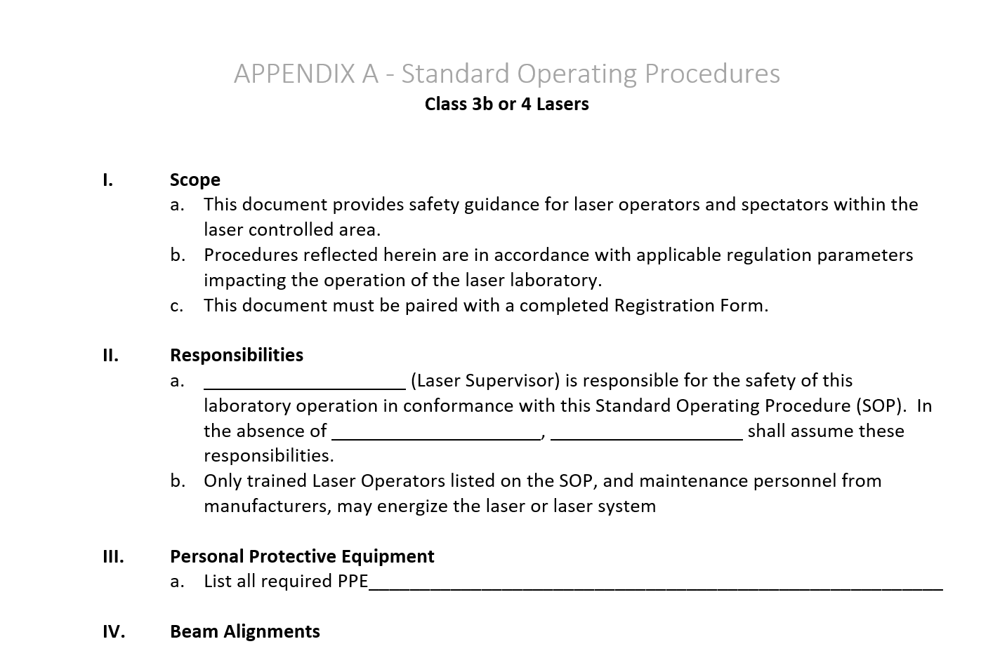 APPENDIX A - Standard Operating Procedures
Class 3b or 4 Lasers
I. Scope
a. This document provides safety guidance for laser operators and spectators within the
laser controlled area.
b. Procedures reflected herein are in accordance with applicable regulation parameters
impacting the operation of the laser laboratory.
c. This document must be paired with a completed Registration Form.
II. Responsibilities
a. ______________________ (Laser Supervisor) is responsible for the safety of this
laboratory operation in conformance with this Standard Operating Procedure (SOP).  In
the absence of _______________________, _____________________ shall assume these
responsibilities.
b. Only trained Laser Operators listed on the SOP, and maintenance personnel from
manufacturers, may energize the laser or laser system
III. Personal Protective Equipment
a. List all required PPE________________________________________________________
IV. Beam Alignments